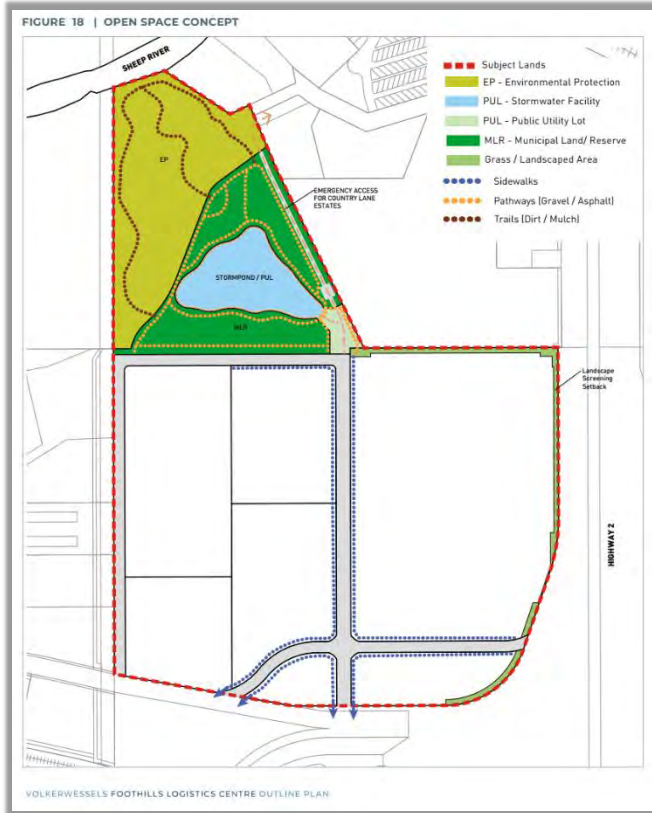 FIGURE 18 | OPEN SPACE CONCEPT
SHEEP RIVER
Subject Lands
EP - Environmental Protection
PUL - Stormwater Facility
PUL - Public Utility Lot
MLR - Municipal Land/ Reserve
Grass / Landscaped Area
Sidewalks
Pathways (Gravel / Asphalt)
Trails (Dirt / Mulch)
EP
EMERGENCY ACCESS
FOR COUNTRY LANE
ESTATES
STORMPOND / PUL
MLR
Landscape
Screening
Setback
HIGHWAY 2
VOLKERWESSELS FOOTHILLS LOGISTICS CENTRE OUTLINE PLAN